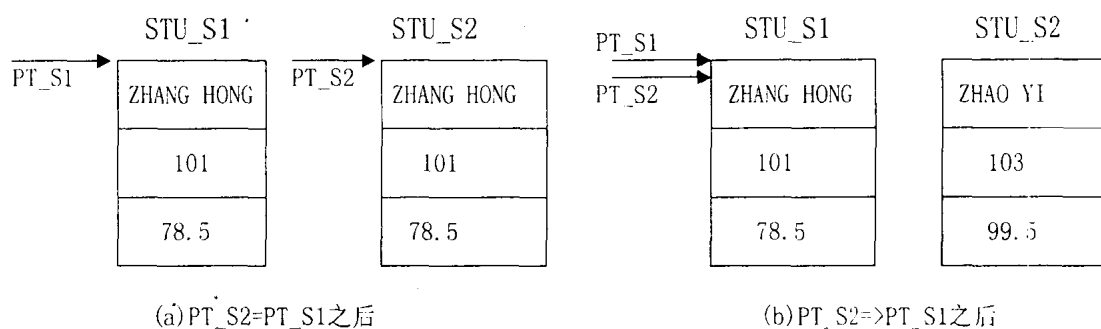 STU_S1
STU_S2
PT_S1
PT_S2
ZHANG HONG
ZHANG HONG
101
101
78.5
78.5
(a)PT_S2=PT_S1之后
STU_S1
STU_S2
PT_S1
PT_S2
ZHANG HONG
ZHAO YI
101
103
78.5
99.5
(b)PT_S2=>PT_S1之后